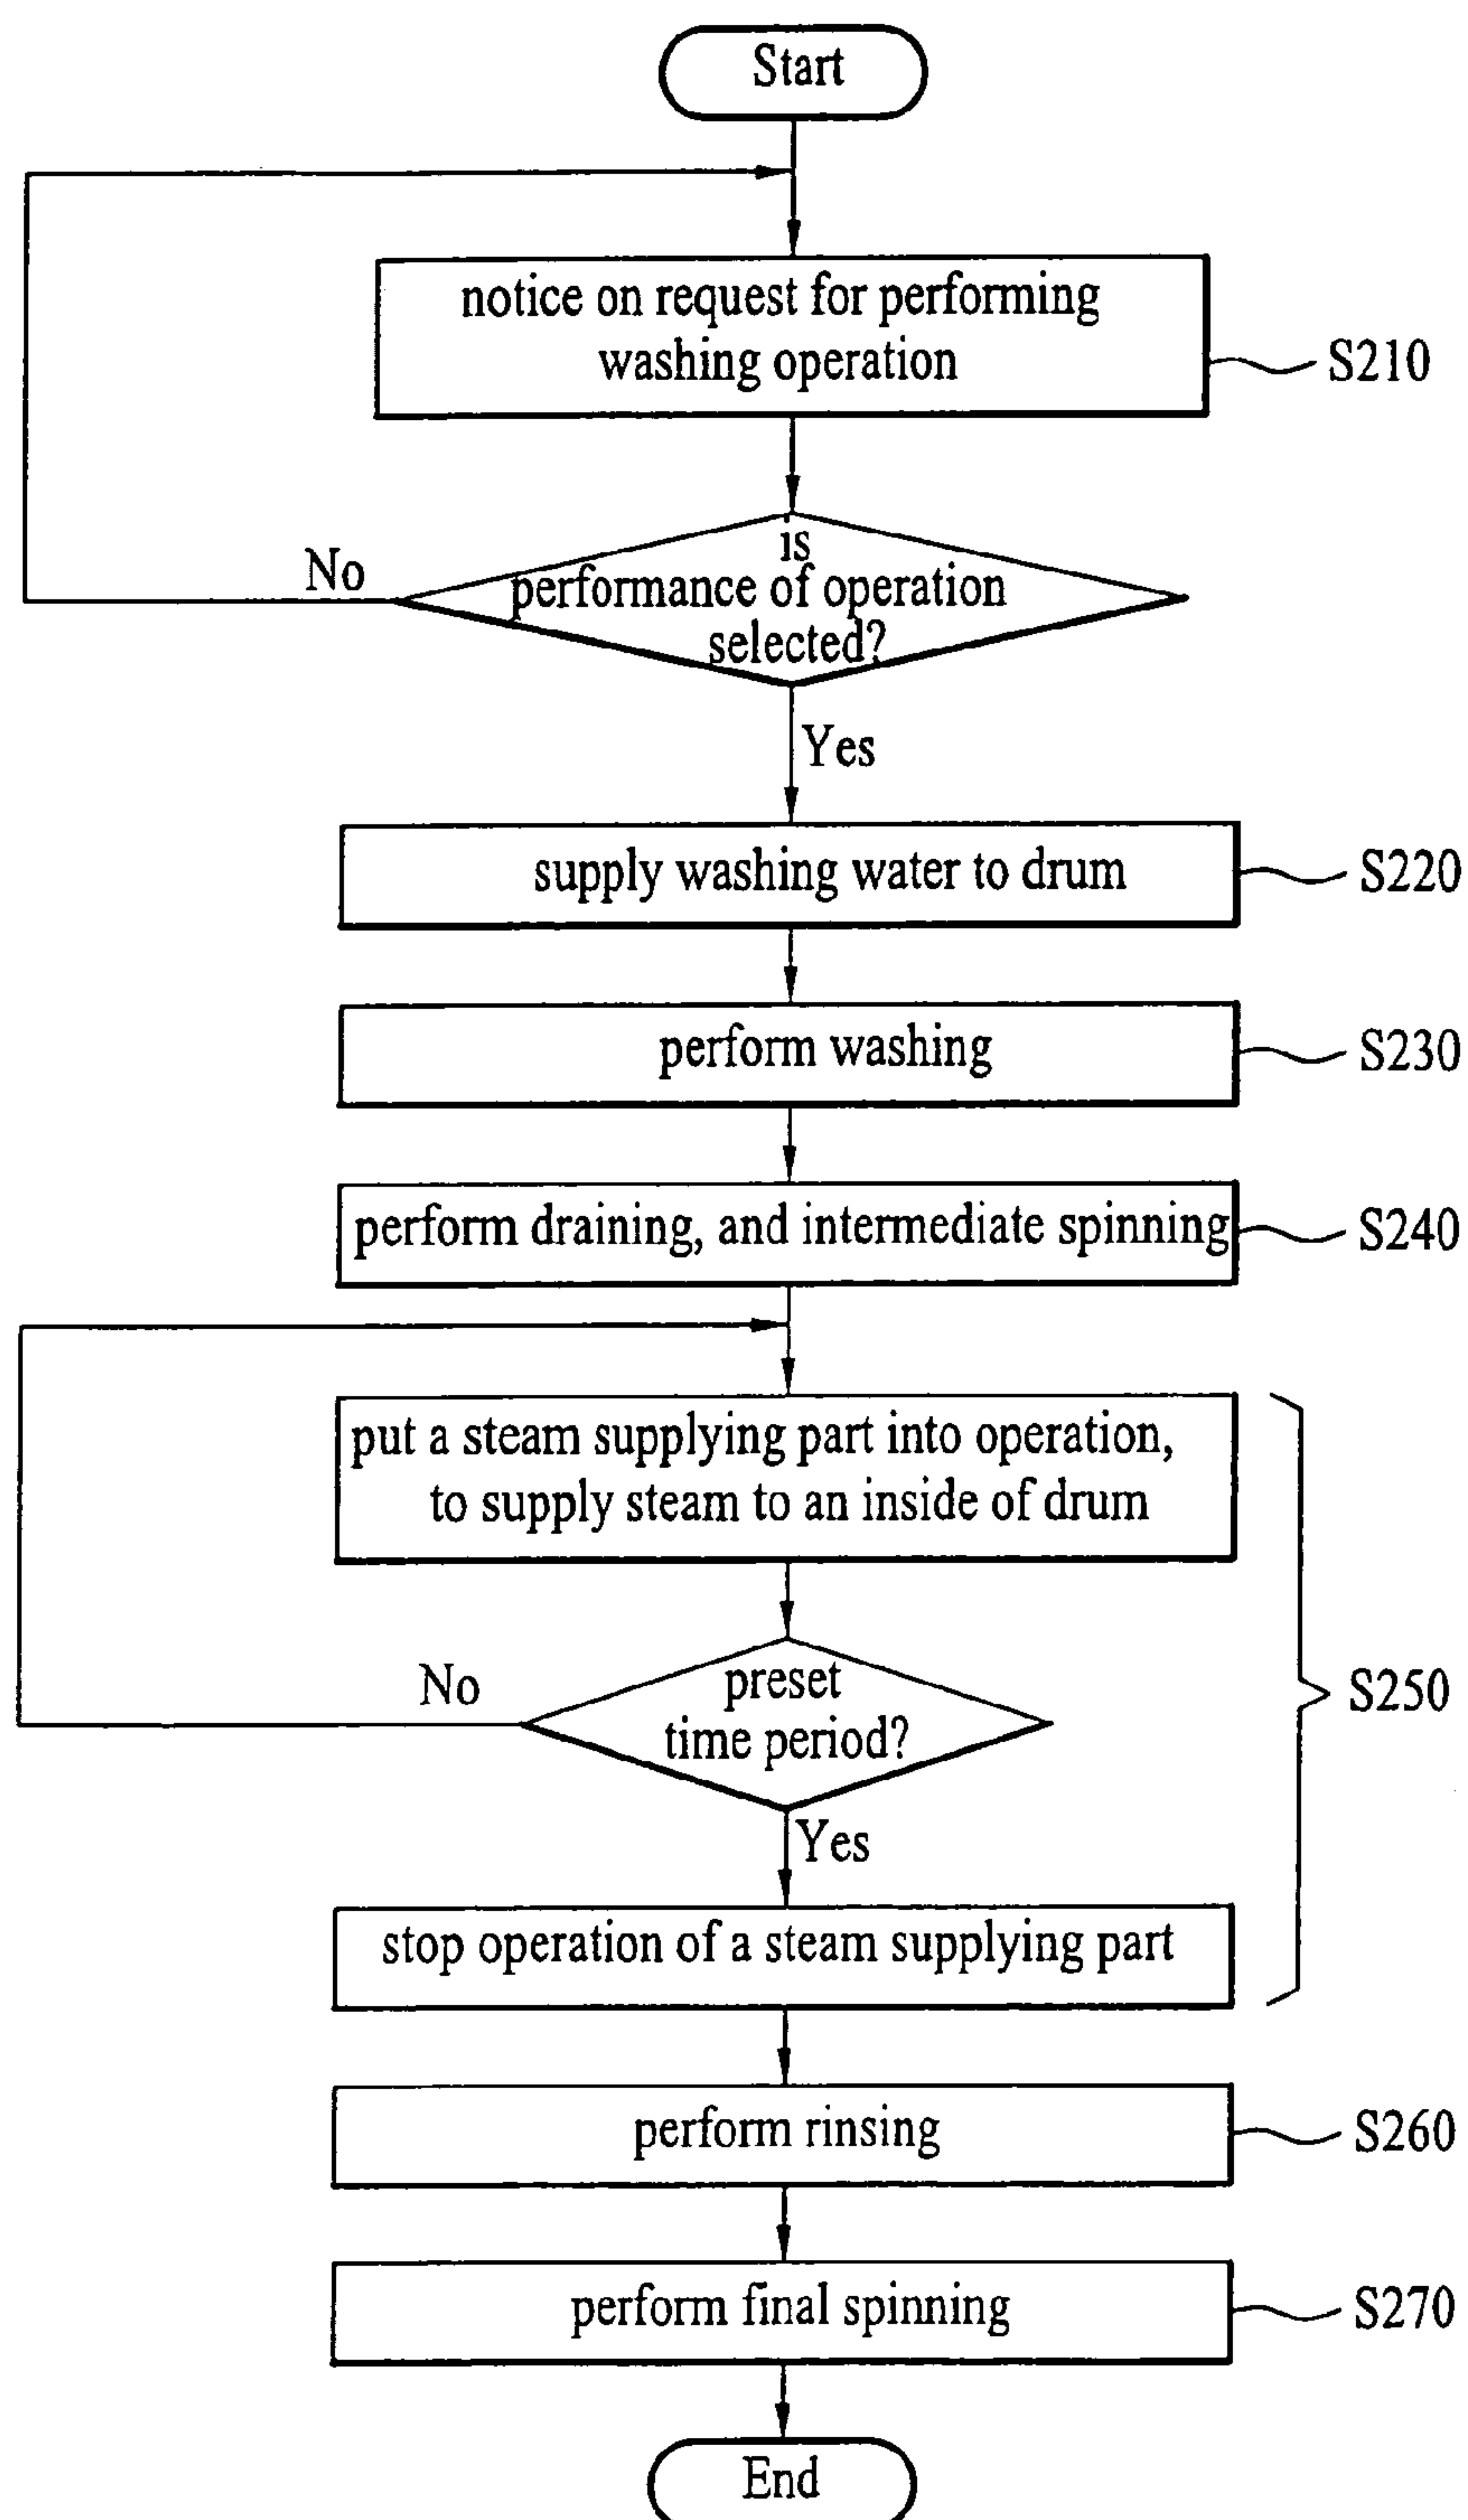 Start
notice on request for performing
washing operation
S210
is
performance of operation
selected?
No
Yes
supply washing water to drum
S220
perform washing
S230
perform draining, and intermediate spinning
S240
put a steam supplying part into operation,
to supply steam to an inside of drum
preset
time period?
No
S250
Yes
stop operation of a steam supplying part
perform rinsing
S260
perform final spinning
S270
End